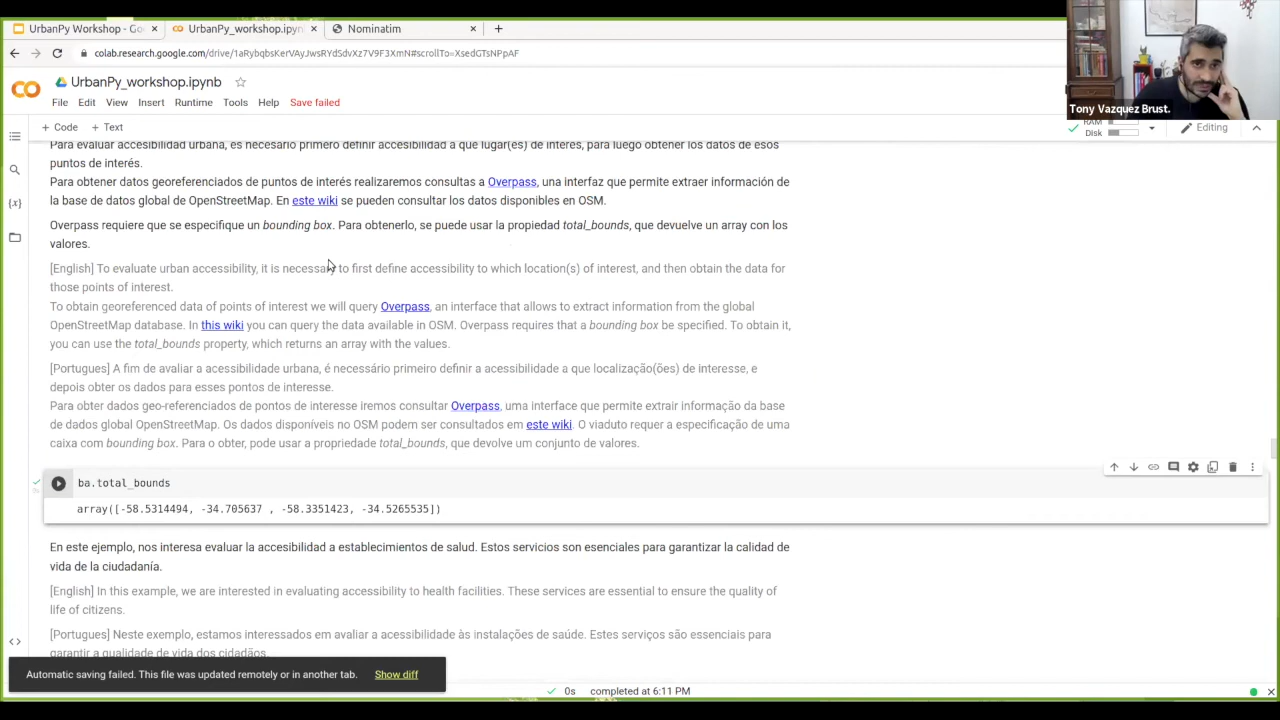 UrbanPy Workshop - Go
UrbanPy_workshop.ipyn
Nominatim
colab.research.google.com/drive/1aRybqbsKerVAyJwsRYdSdvXz7V9F3XmN#scrollTo=XsedGTsNPpAF
UrbanPy_workshop.ipynb
File Edit View Insert Runtime Tools Help Save failed
+ Code + Text
RAM
Disk
Editing
Tony Vazquez Brust.
Para evaluar accesibilidad urbana, es necesario primero definir accesibilidad a que lugar(es) de interés, para luego obtener los datos de esos
puntos de interés.
Para obtener datos georeferenciados de puntos de interés realizaremos consultas a Overpass, una interfaz que permite extraer información de
la base de datos global de OpenStreetMap. En este wiki se pueden consultar los datos disponibles en OSM.
Overpass requiere que se especifique un bounding box. Para obtenerlo, se puede usar la propiedad total_bounds, que devuelve un array con los
valores.
[English] To evaluate urban accessibility, it is necessary to first define accessibility to which location(s) of interest, and then obtain the data for
those points of interest.
To obtain georeferenced data of points of interest we will query Overpass, an interface that allows to extract information from the global
OpenStreetMap database. In this wiki you can query the data available in OSM. Overpass requires that a bounding box be specified. To obtain it,
you can use the total_bounds property, which returns an array with the values.
[Portugues] A fim de avaliar a acessibilidade urbana, é necessário primeiro definir a acessibilidade a que localização(ões) de interesse, e
depois obter os dados para esses pontos de interesse.
Para obter dados geo-referenciados de pontos de interesse iremos consultar Overpass, uma interface que permite extrair informação da base
de dados global OpenStreetMap. Os dados disponíveis no OSM podem ser consultados em este wiki. O viaduto requer a especificação de uma
caixa com bounding box. Para o obter, pode usar a propriedade total_bounds, que devolve um conjunto de valores.
ba.total_bounds
array([-58.5314494, -34.705637 , -58.3351423, -34.5265535])
En este ejemplo, nos interesa evaluar la accesibilidad a establecimientos de salud. Estos servicios son esenciales para garantizar la calidad de
vida de la ciudadanía.
[English] In this example, we are interested in evaluating accessibility to health facilities. These services are essential to ensure the quality of
life of citizens.
[Portugues] Neste exemplo, estamos interessados em avaliar a acessibilidade às instalações de saúde. Estes serviços são essenciais para
garantir a qualidade de vida dos cidadãos.
Automatic saving failed. This file was updated remotely or in another tab. Show diff
0s completed at 6:11 PM